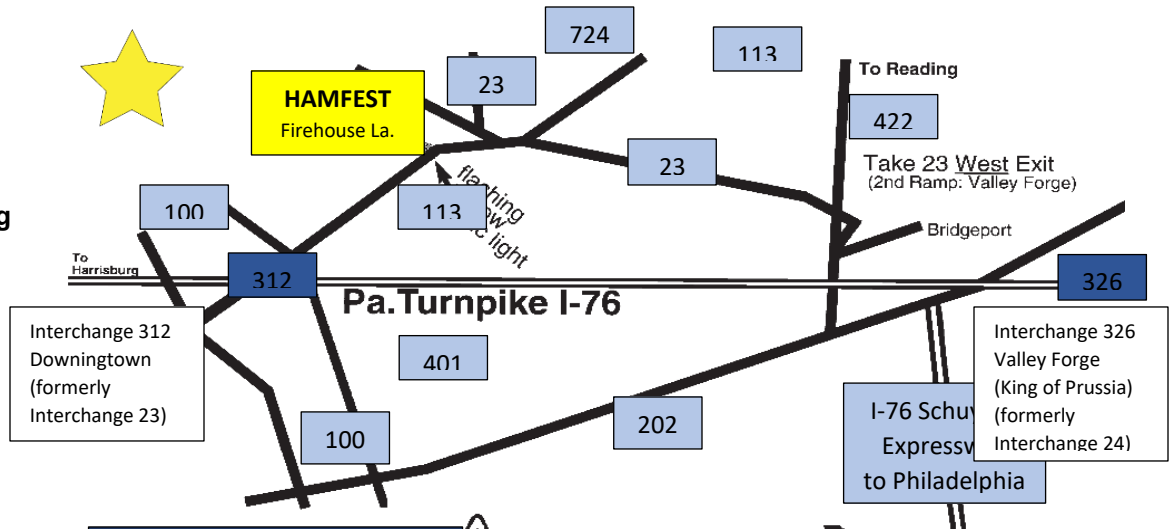 724
113
To Reading
23
HAMFEST
Firehouse La.
422
23
Take 23 West Exit
(2nd Ramp: Valley Forge)
flashing
light
100
113
g
Bridgeport
To
Harrisburg
312
326
Pa.Turnpike I-76
Interchange 312
Downingtown
(formerly
Interchange 23)
401
Interchange 326
Valley Forge
(King of Prussia)
(formerly
Interchange 24)
100
202
I-76
to Philadelphia